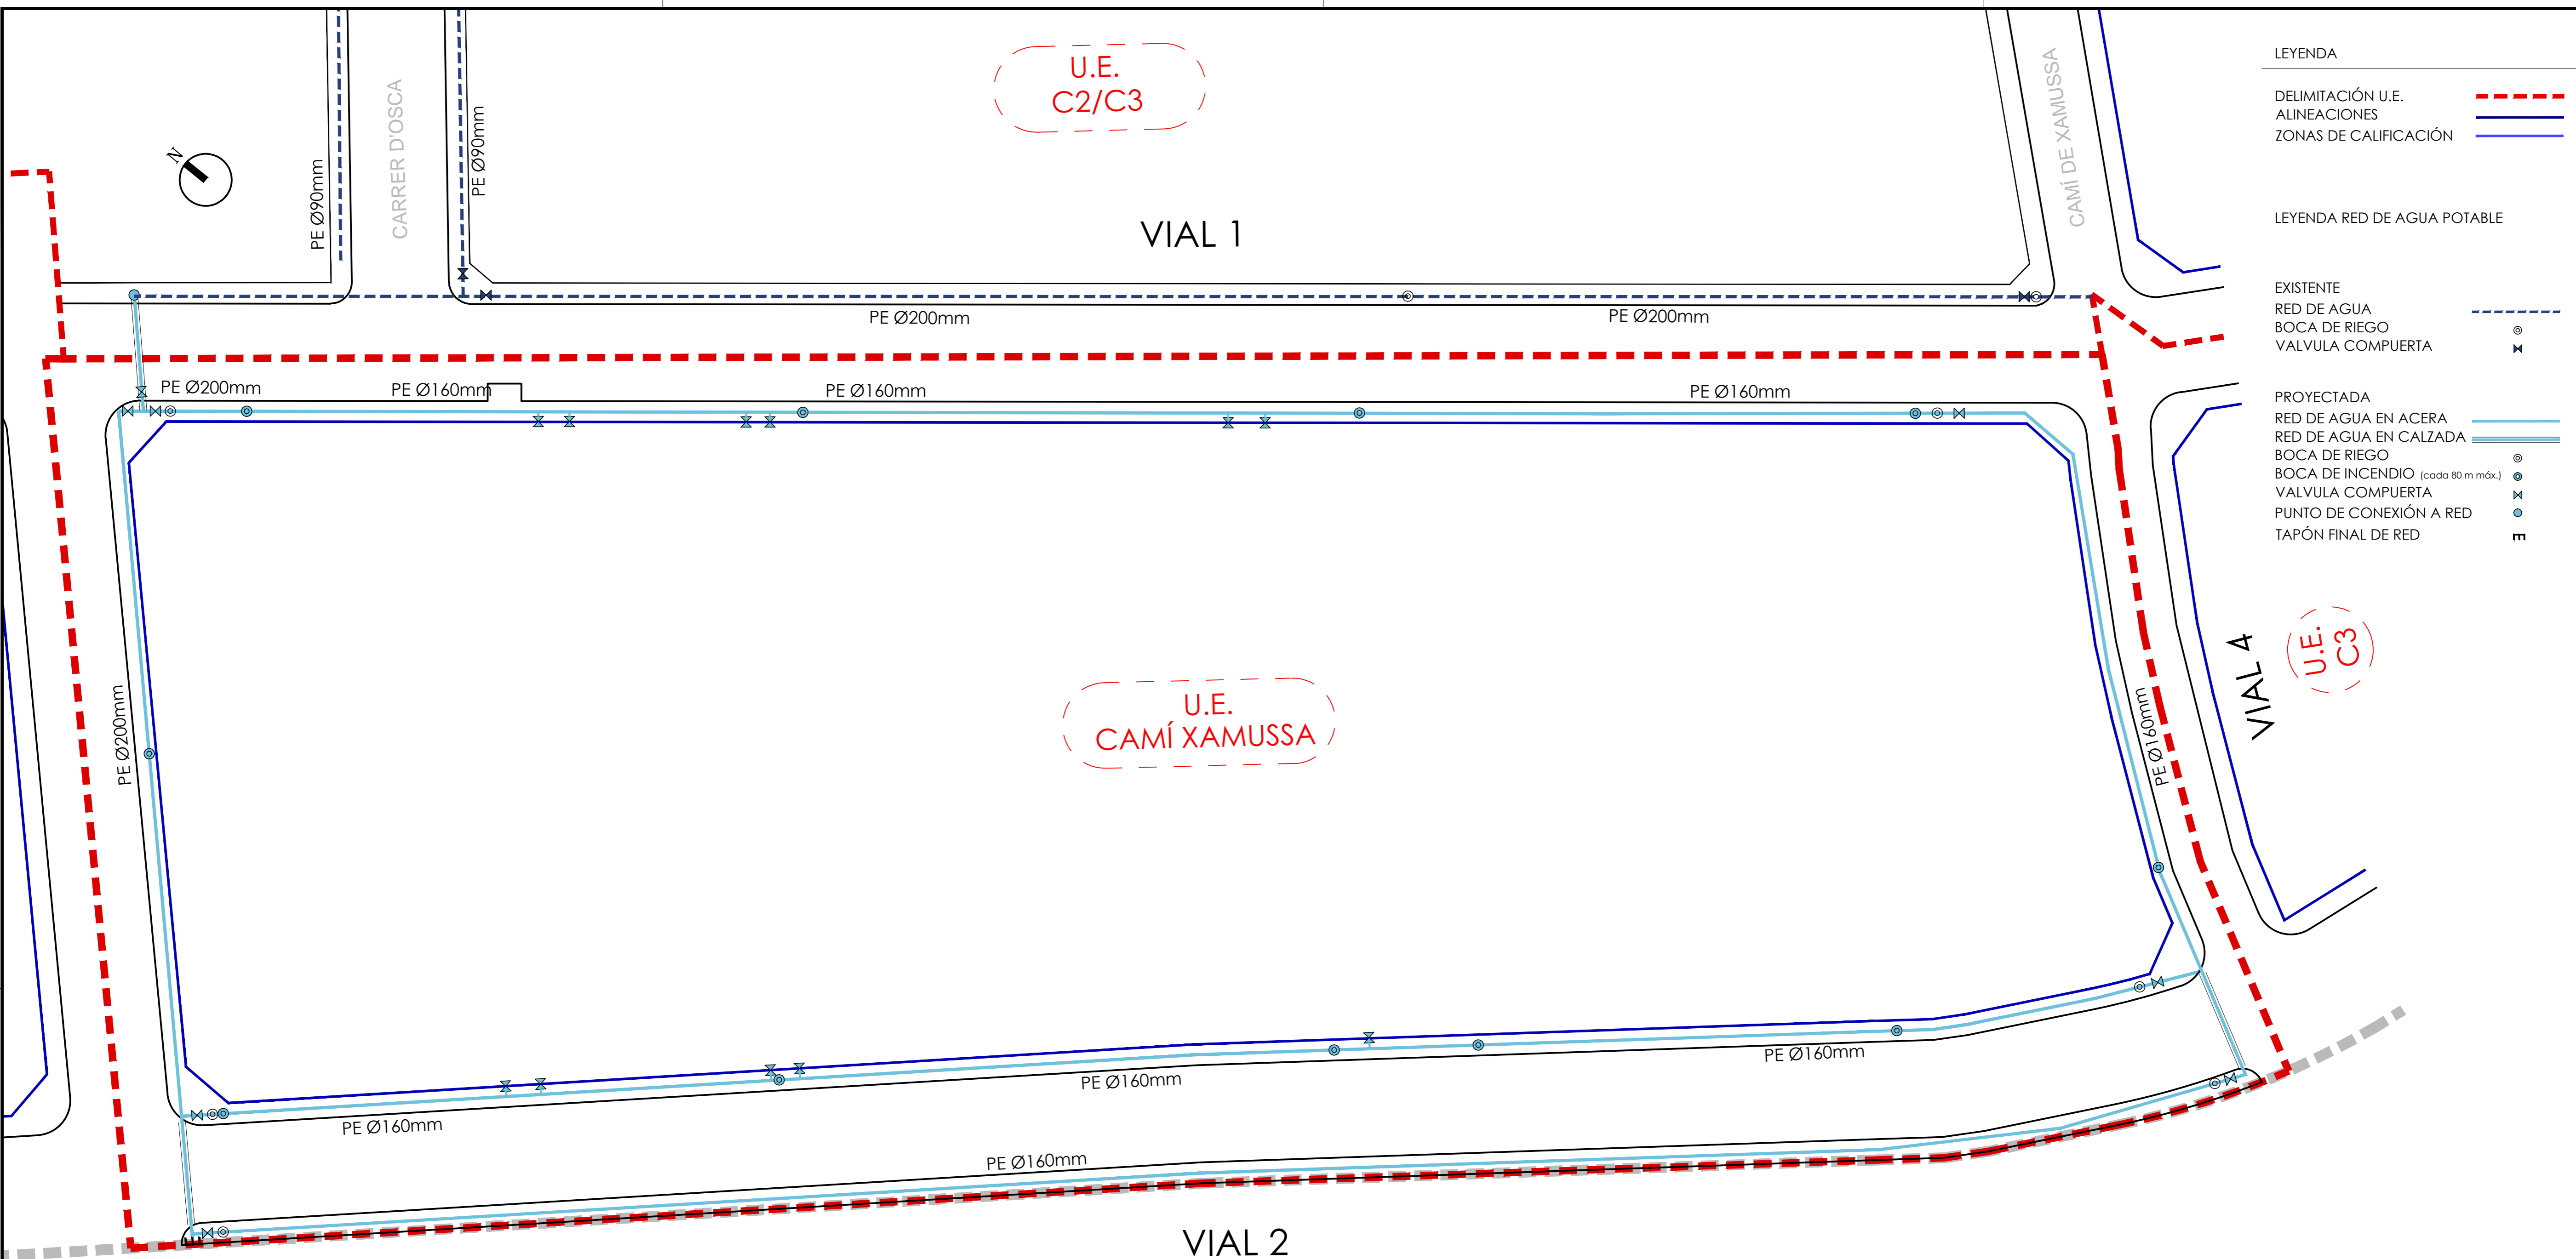 U.E.
C2/C3
CARRER D'OSCA
CAMÍ DE XAMUSSA
N
PE Ø90mm
PE Ø90mm
VIAL 1
PE Ø200mm
PE Ø200mm
PE Ø200mm
PE Ø160mm
PE Ø160mm
PE Ø160mm
PE Ø200mm
U.E.
CAMÍ XAMUSSA
PE Ø160mm
VIAL 4
U.E.
C3
PE Ø160mm
PE Ø160mm
PE Ø160mm
PE Ø160mm
VIAL 2
LEYENDA
DELIMITACIÓN U.E.
ALINEACIONES
ZONAS DE CALIFICACIÓN
LEYENDA RED DE AGUA POTABLE
EXISTENTE
RED DE AGUA
BOCA DE RIEGO
VALVULA COMPUERTA
PROYECTADA
RED DE AGUA EN ACERA
RED DE AGUA EN CALZADA
BOCA DE RIEGO
BOCA DE INCENDIO (cada 80 m máx.)
VALVULA COMPUERTA
PUNTO DE CONEXIÓN A RED
TAPÓN FINAL DE RED